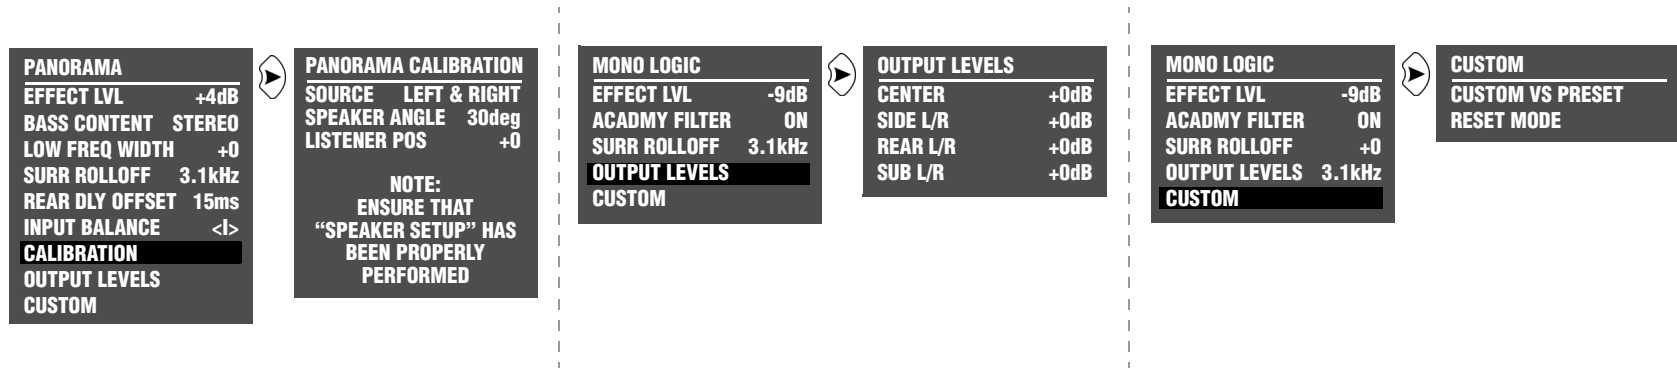 PANORAMA
EFFECT LVL +4dB
BASS CONTENT STEREO
LOW FREQ WIDTH +0
SURR ROLLOFF 3.1kHz
REAR DLY OFFSET 15ms
INPUT BALANCE <I>
CALIBRATION
OUTPUT LEVELS
CUSTOM
PANORAMA CALIBRATION
SOURCE LEFT & RIGHT
SPEAKER ANGLE 30deg
LISTENER POS +0
NOTE:
ENSURE THAT
“SPEAKER SETUP” HAS
BEEN PROPERLY
PERFORMED
MONO LOGIC
EFFECT LVL -9dB
ACADMY FILTER ON
SURR ROLLOFF 3.1kHz
OUTPUT LEVELS
CUSTOM
OUTPUT LEVELS
CENTER +0dB
SIDE L/R +0dB
REAR L/R +0dB
SUB L/R +0dB
MONO LOGIC
EFFECT LVL -9dB
ACADMY FILTER ON
SURR ROLLOFF +0
OUTPUT LEVELS 3.1kHz
CUSTOM
CUSTOM
CUSTOM VS PRESET
RESET MODE